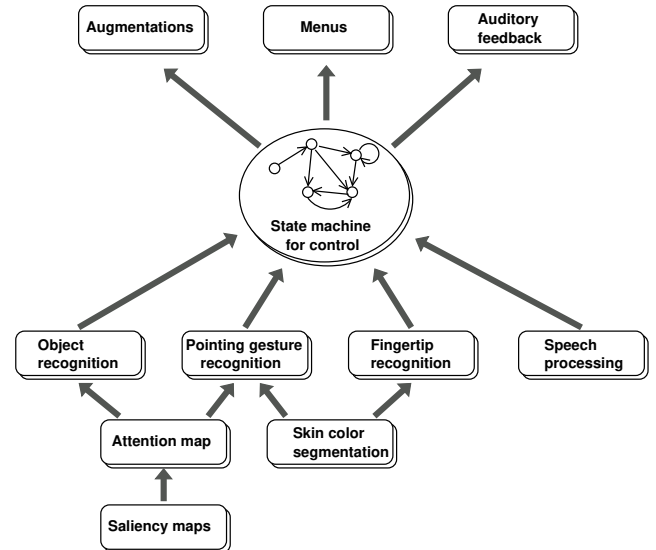 Augmentations
Menus
Auditory
feedback
State machine
for control
Object
recognition
Pointing gesture
recognition
Fingertip
recognition
Speech
processing
Attention map
Skin color
segmentation
Saliency maps